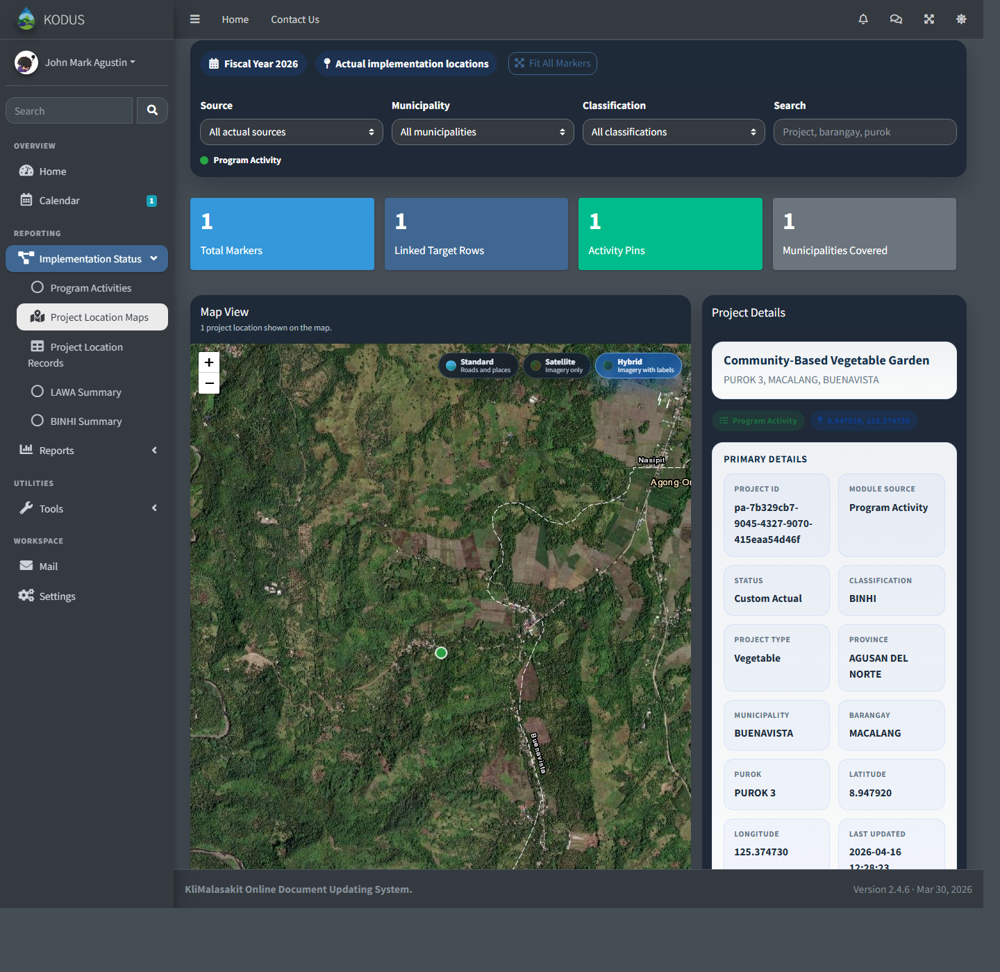 KODUS
Home
Contact Us
John Mark Agustin
Search
OVERVIEW
Home
Calendar
1
REPORTING
Implementation Status
Program Activities
Project Location Maps
Project Location
Records
LAWA Summary
BINHI Summary
Reports
UTILITIES
Tools
WORKSPACE
Mail
Settings
Fiscal Year 2026
Actual implementation locations
Fit All Markers
Source
Municipality
Classification
Search
All actual sources
All municipalities
All classifications
Project, barangay, purok
Program Activity
1
Total Markers
1
Linked Target Rows
1
Activity Pins
1
Municipalities Covered
Map View
1 project location shown on the map.
+
−
Standard
Roads and places
Satellite
Imagery only
Hybrid
Imagery with labels
Nasipit
Agong-Or
Buenavista
Project Details
Community-Based Vegetable Garden
PUROK 3, MACALANG, BUENAVISTA
Program Activity
8.947920, 125.374730
PRIMARY DETAILS
PROJECT ID
pa-7b329cb7-
9045-4327-9070-
415eaa54d46f
MODULE SOURCE
Program Activity
STATUS
Custom Actual
CLASSIFICATION
BINHI
PROJECT TYPE
Vegetable
PROVINCE
AGUSAN DEL
NORTE
MUNICIPALITY
BUENAVISTA
BARANGAY
MACALANG
PUROK
PUROK 3
LATITUDE
8.947920
LONGITUDE
125.374730
LAST UPDATED
2026-04-16
12:28:23
KliMalasakit Online Document Updating System.
Version 2.4.6 · Mar 30, 2026